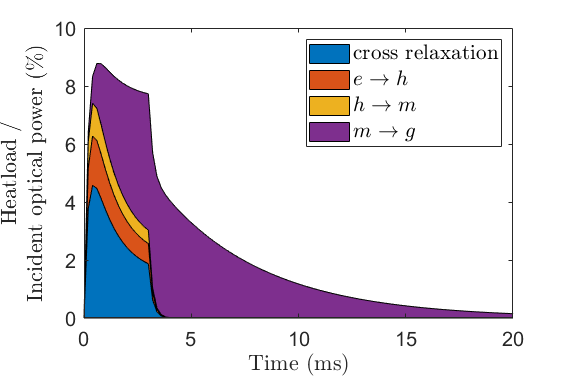 Heatload /
Incident optical power (%)
10
8
6
4
2
0
cross relaxation
e → h
h → m
m → g
0 5 10 15 20
Time (ms)